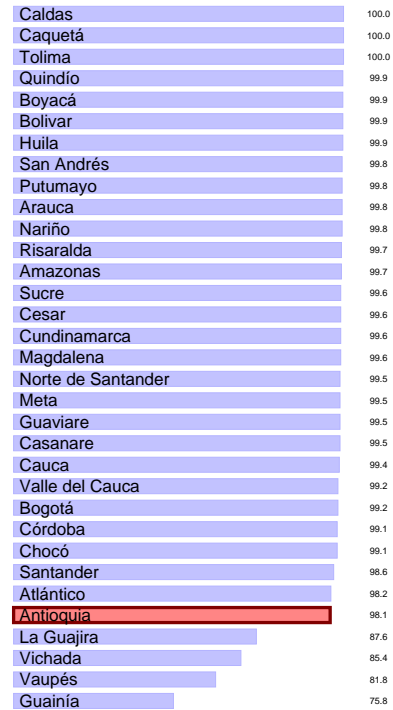 Caldas 100.0
Caquetá 100.0
Tolima 100.0
Quindío 99.9
Boyacá 99.9
Bolivar 99.9
Huila 99.9
San Andrés 99.8
Putumayo 99.8
Arauca 99.8
Nariño 99.8
Risaralda 99.7
Amazonas 99.7
Sucre 99.6
Cesar 99.6
Cundinamarca 99.6
Magdalena 99.6
Norte de Santander 99.5
Meta 99.5
Guaviare 99.5
Casanare 99.5
Cauca 99.4
Valle del Cauca 99.2
Bogotá 99.2
Córdoba 99.1
Chocó 99.1
Santander 98.6
Atlántico 98.2
Antioquia 98.1
La Guajira 87.6
Vichada 85.4
Vaupés 81.8
Guainía 75.8